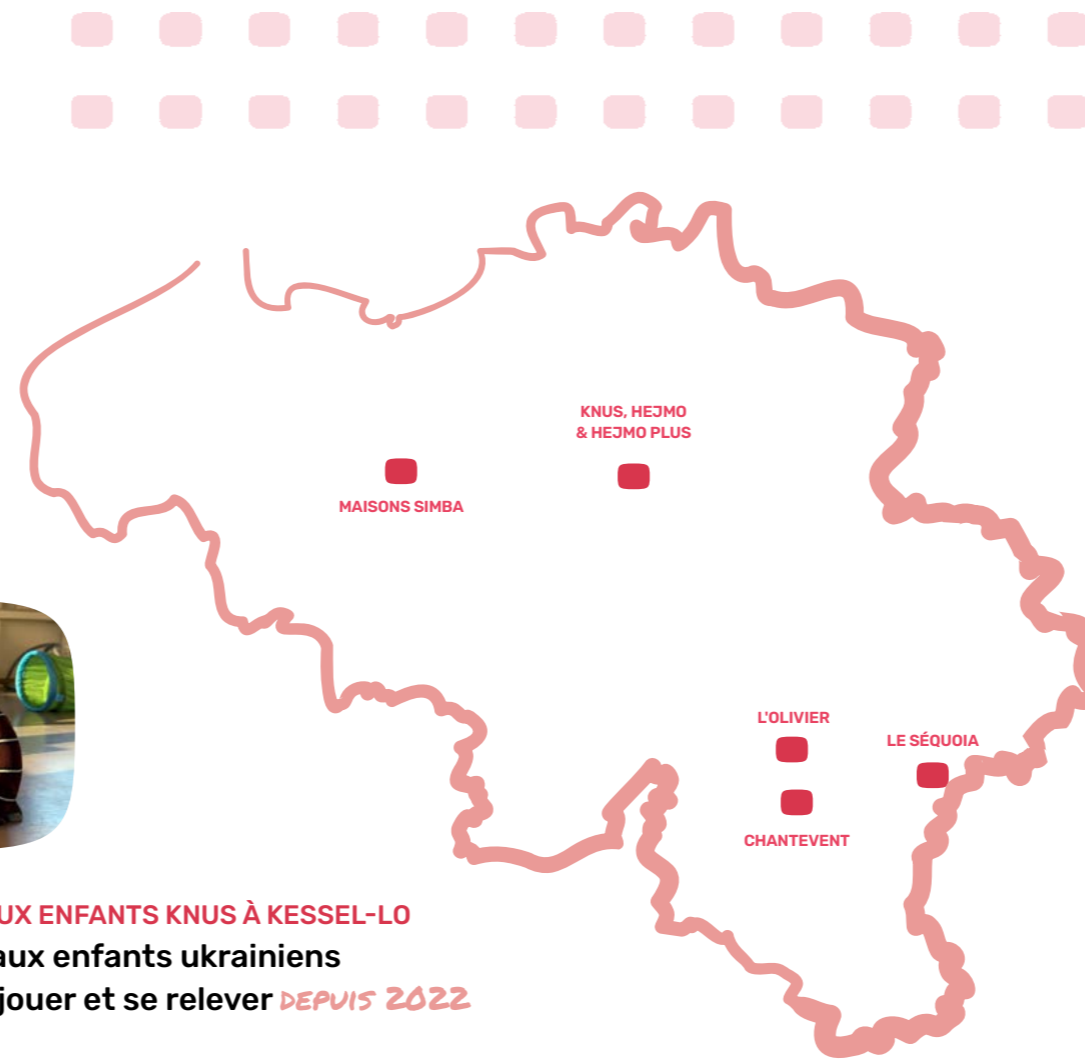 KNUS, HEJMO
& HEJMO PLUS
MAISONS SIMBA
L'OLIVIER
LE SÉQUOIA
CHANTEVENT
UX ENFANTS KNUS À KESSEL-LO
aux enfants ukrainiens
jouer et se relever DEPUIS 2022